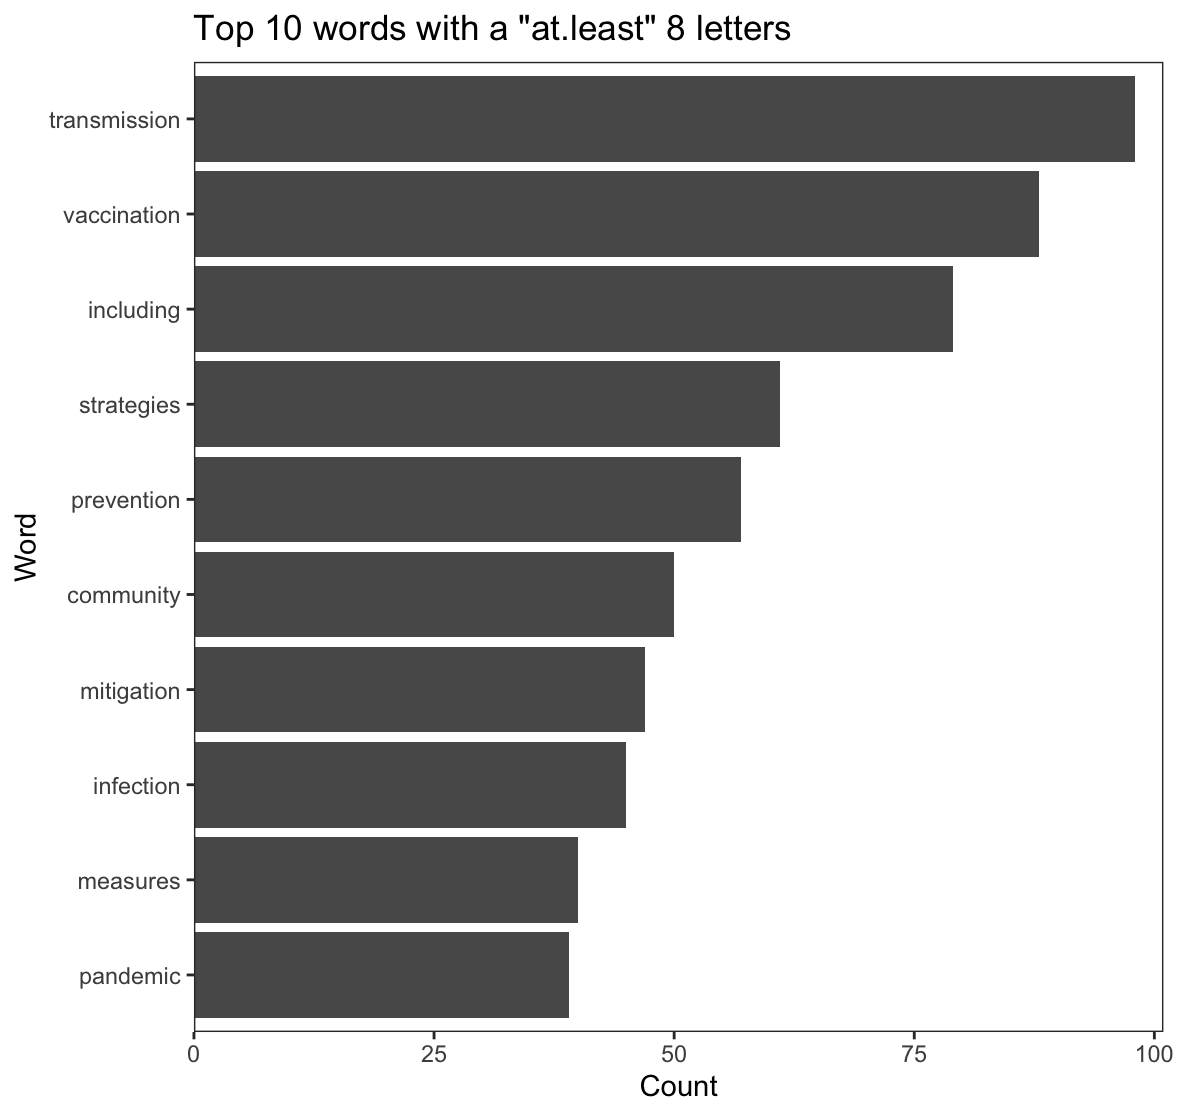 Top 10 words with a "at.least" 8 letters
transmission
vaccination
including
strategies
prevention
community
mitigation
infection
measures
pandemic
Word
0 25 50 75 100
Count